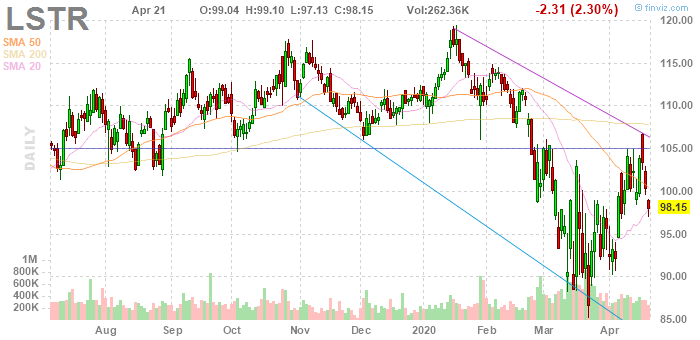 LSTR
Apr 21 O:99.04 H:99.10 L:97.13 C:98.15 Vol:262.36K -2.31 (2.30%)
© finviz.com
SMA 50
SMA 200
SMA 20
DAILY
120.00
115.00
110.00
105.00
100.00
98.15
95.00
90.00
85.00
1M
800K
600K
400K
200K
Aug Sep Oct Nov Dec 2020 Feb Mar Apr